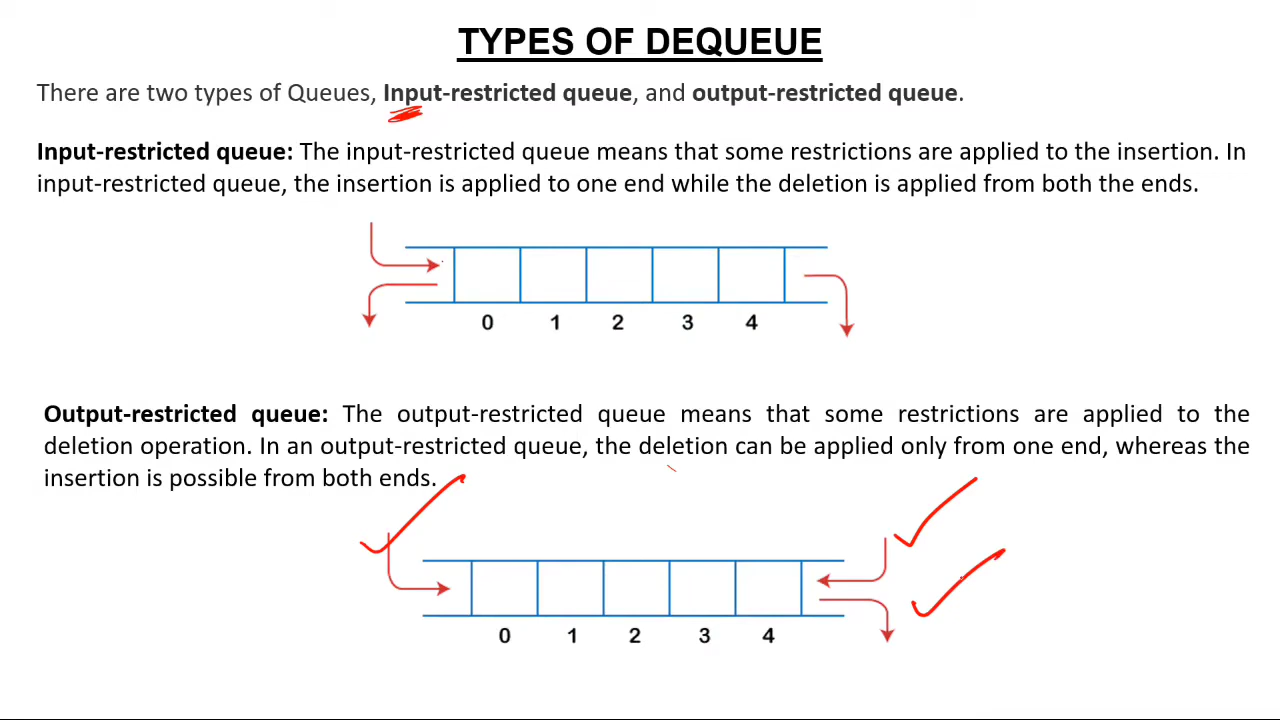 TYPES OF DEQUEUE
There are two types of Queues, Input-restricted queue, and output-restricted queue.
Input-restricted queue: The input-restricted queue means that some restrictions are applied to the insertion. In
input-restricted queue, the insertion is applied to one end while the deletion is applied from both the ends.
0 1 2 3 4
Output-restricted queue: The output-restricted queue means that some restrictions are applied to the
deletion operation. In an output-restricted queue, the deletion can be applied only from one end, whereas the
insertion is possible from both ends.
0 1 2 3 4